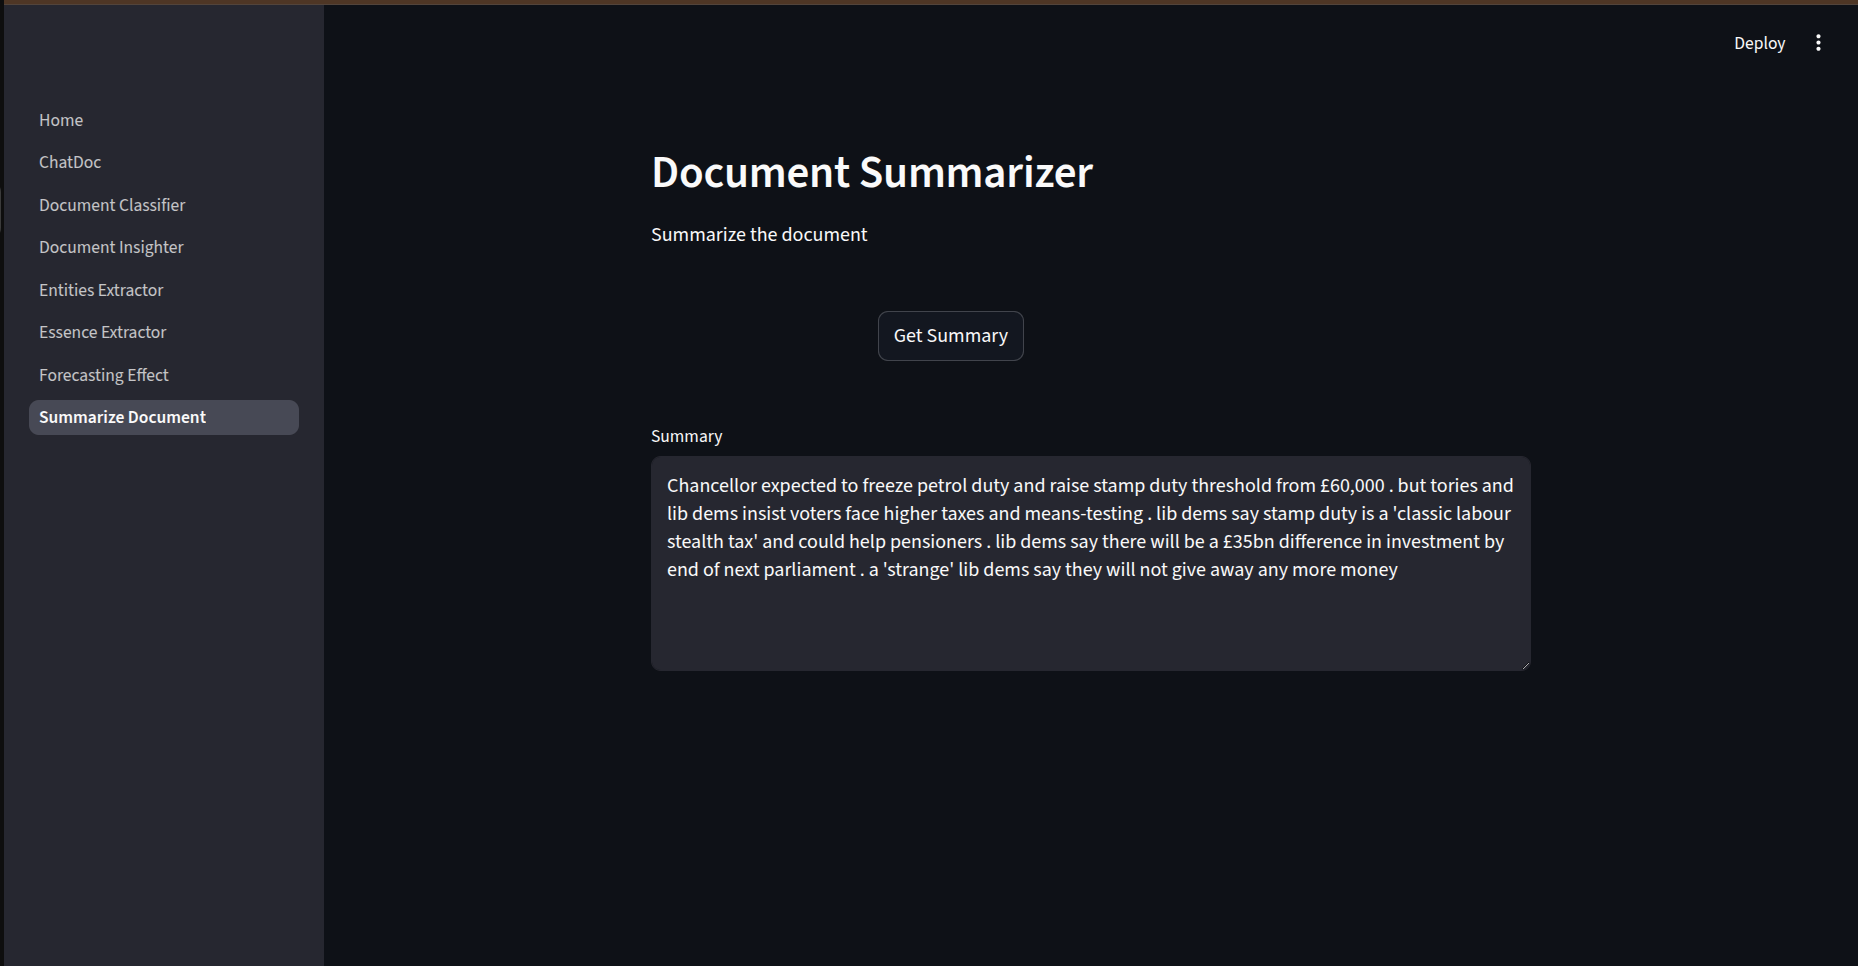 Deploy
Home
ChatDoc
Document Classifier
Document Insighter
Entities Extractor
Essence Extractor
Forecasting Effect
Summarize Document
Document Summarizer
Summarize the document
Get Summary
Summary
Chancellor expected to freeze petrol duty and raise stamp duty threshold from £60,000 . but tories and
lib dems insist voters face higher taxes and means-testing . lib dems say stamp duty is a 'classic labour
stealth tax' and could help pensioners . lib dems say there will be a £35bn difference in investment by
end of next parliament . a 'strange' lib dems say they will not give away any more money